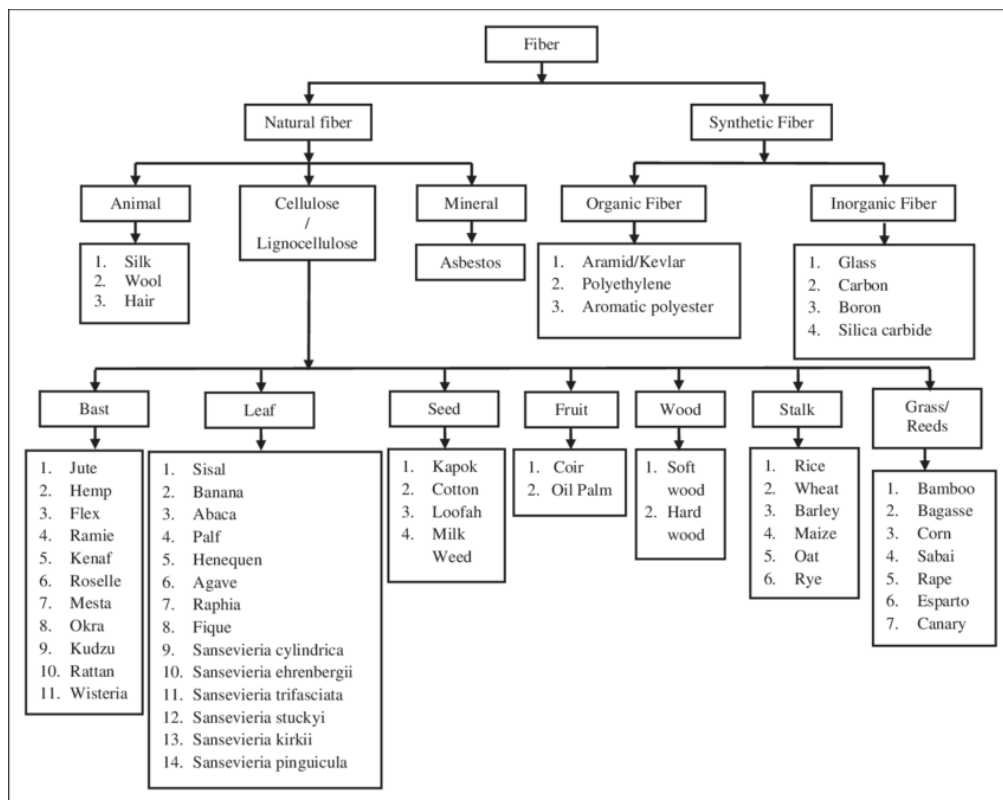 Fiber
Natural fiber
Synthetic Fiber
Animal
Cellulose
/
Lignocellulose
Mineral
Organic Fiber
Inorganic Fiber
1. Silk
2. Wool
3. Hair
Asbestos
1. Aramid/Kevlar
2. Polyethylene
3. Aromatic polyester
1. Glass
2. Carbon
3. Boron
4. Silica carbide
Bast
Leaf
Seed
Fruit
Wood
Stalk
Grass/
Reeds
1. Jute
2. Hemp
3. Flex
4. Ramie
5. Kenaf
6. Roselle
7. Mesta
8. Okra
9. Kudzu
10. Rattan
11. Wisteria
1. Sisal
2. Banana
3. Abaca
4. Palf
5. Henequen
6. Agave
7. Raphia
8. Fique
9. Sansevieria cylindrica
10. Sansevieria ehrenbergii
11. Sansevieria trifasciata
12. Sansevieria stuckyi
13. Sansevieria kirkii
14. Sansevieria pinguicula
1. Kapok
2. Cotton
3. Loofah
4. Milk
Weed
1. Coir
2. Oil Palm
1. Soft
wood
2. Hard
wood
1. Rice
2. Wheat
3. Barley
4. Maize
5. Oat
6. Rye
1. Bamboo
2. Bagasse
3. Corn
4. Sabai
5. Rape
6. Esparto
7. Canary